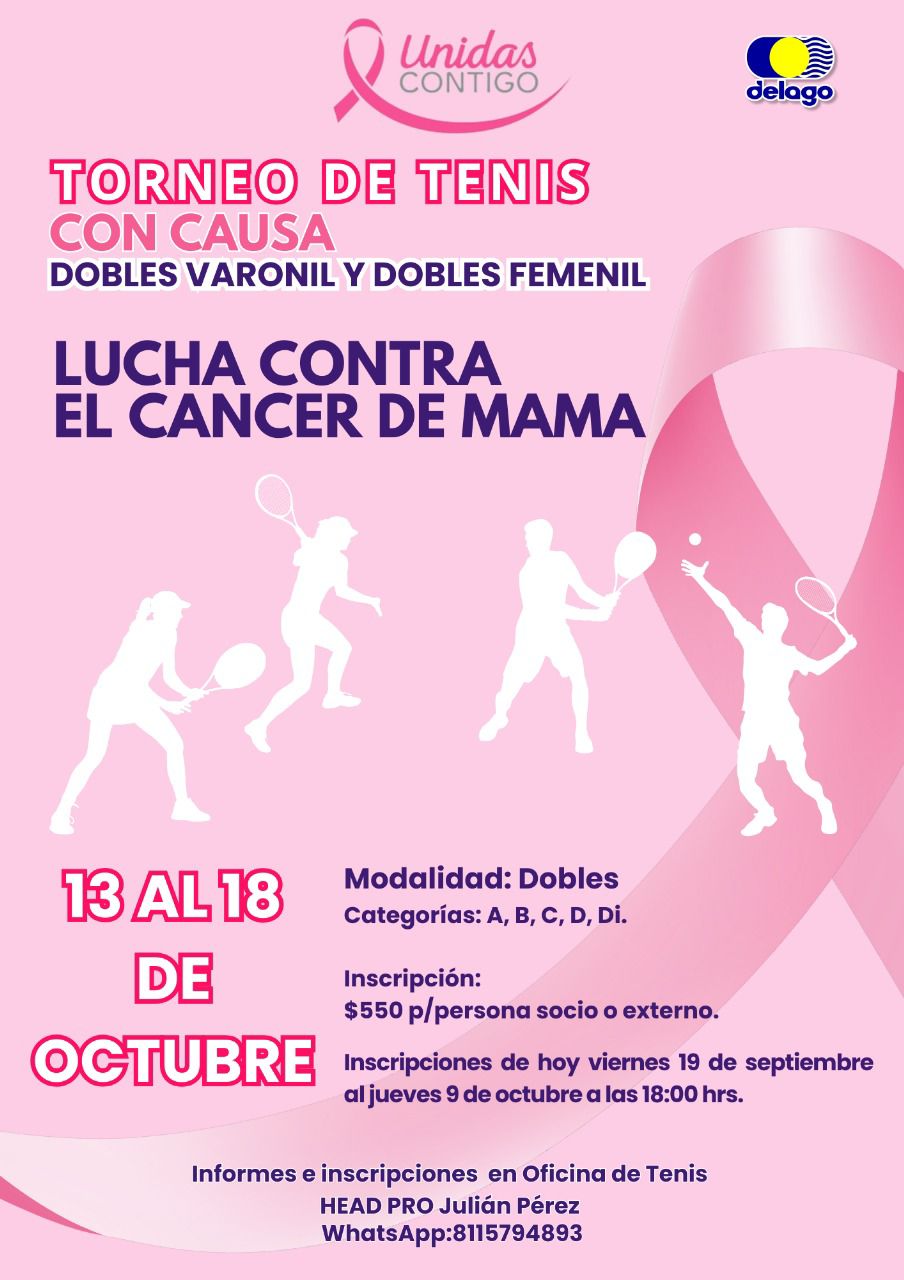 Unidas
CONTIGO
delago
TORNEO DE TENIS
CON CAUSA
DOBLES VARONIL Y DOBLES FEMENIL
LUCHA CONTRA
EL CANCER DE MAMA
13 AL 18
DE
OCTUBRE
Modalidad: Dobles
Categorías: A, B, C, D, Di.
Inscripción:
$550 p/persona socio o externo.
Inscripciones de hoy viernes 19 de septiembre
al jueves 9 de octubre a las 18:00 hrs.
Informes e inscripciones en Oficina de Tenis
HEAD PRO Julián Pérez
WhatsApp:8115794893